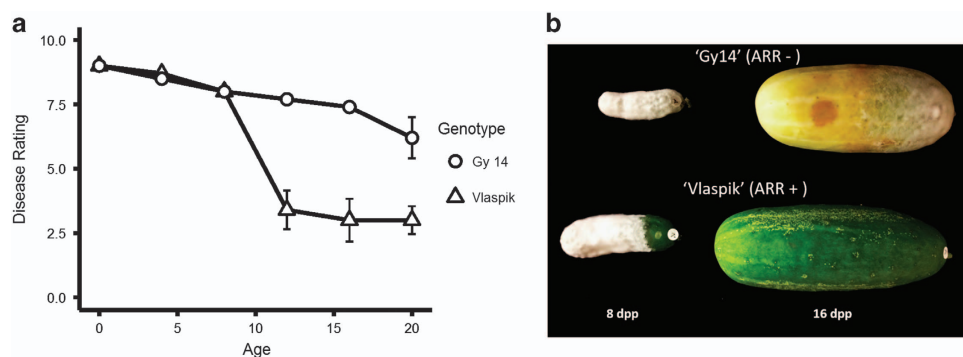 a
10.0
7.5
5.0
2.5
0.0
Disease Rating
0 5 10 15 20
Age
Genotype
Gy 14
Vlaspik
b
'Gy14' (ARR - )
'Vlaspik' (ARR + )
8 dpp 16 dpp